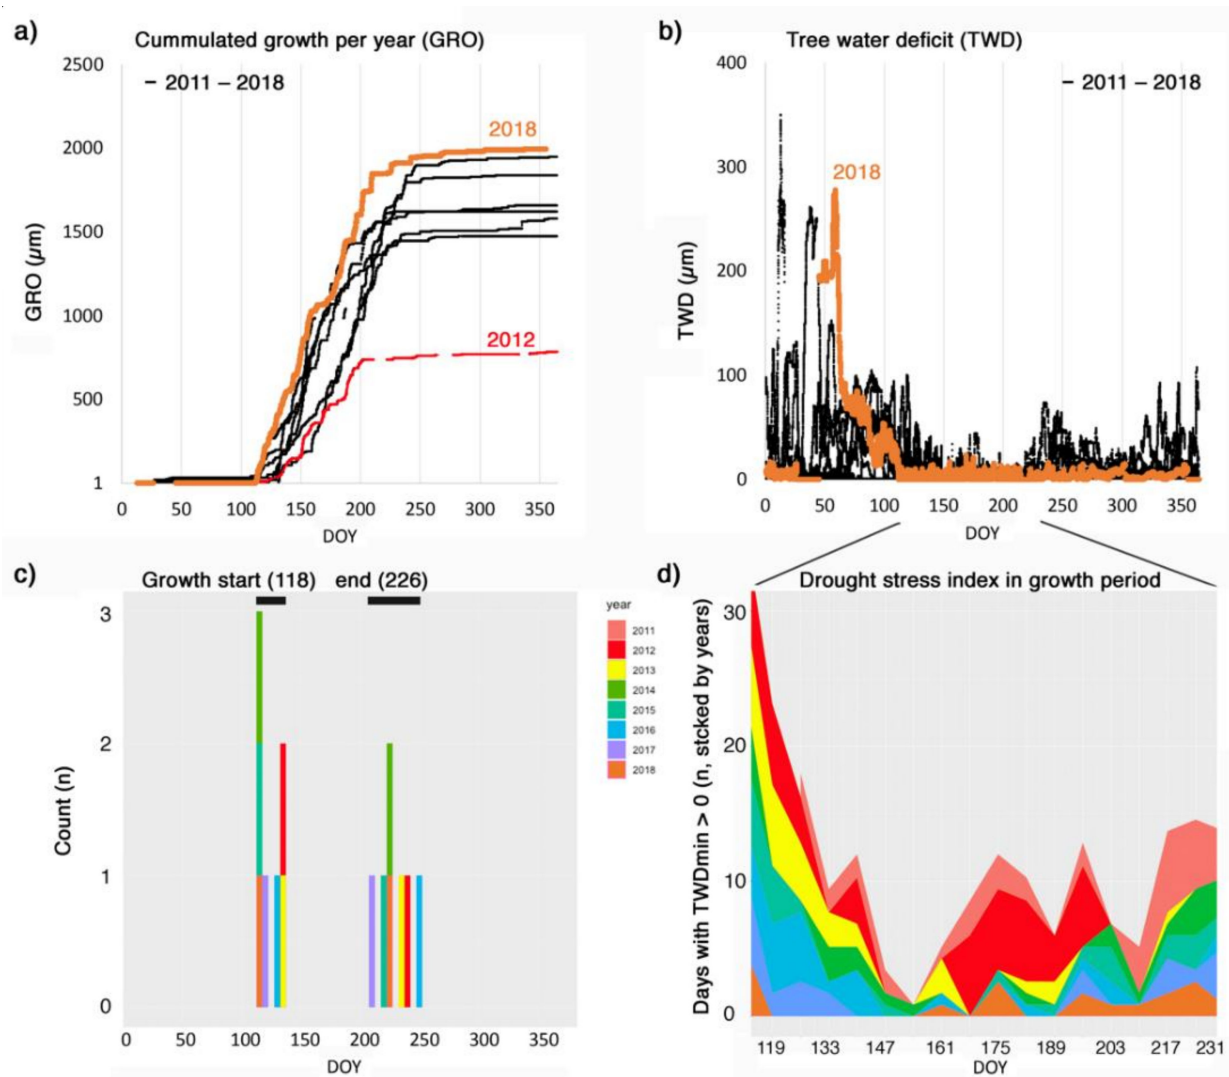 a)
Cummulated growth per year (GRO)
– 2011 – 2018
2500
2000
1500
1000
500
1
GRO (µm)
2018
2012
0 50 100 150 200 250 300 350
DOY
b)
Tree water deficit (TWD)
– 2011 – 2018
400
300
200
100
0
TWD (µm)
2018
0 50 100 150 200 250 300 350
DOY
c)
Growth start (118) end (226)
3
2
1
0
Count (n)
0 50 100 150 200 250 300 350
DOY
year
2011
2012
2013
2014
2015
2016
2017
2018
d)
Drought stress index in growth period
30
20
10
0
Days with TWDmin > 0 (n, stcked by years)
119 133 147 161 175 189 203 217 231
DOY